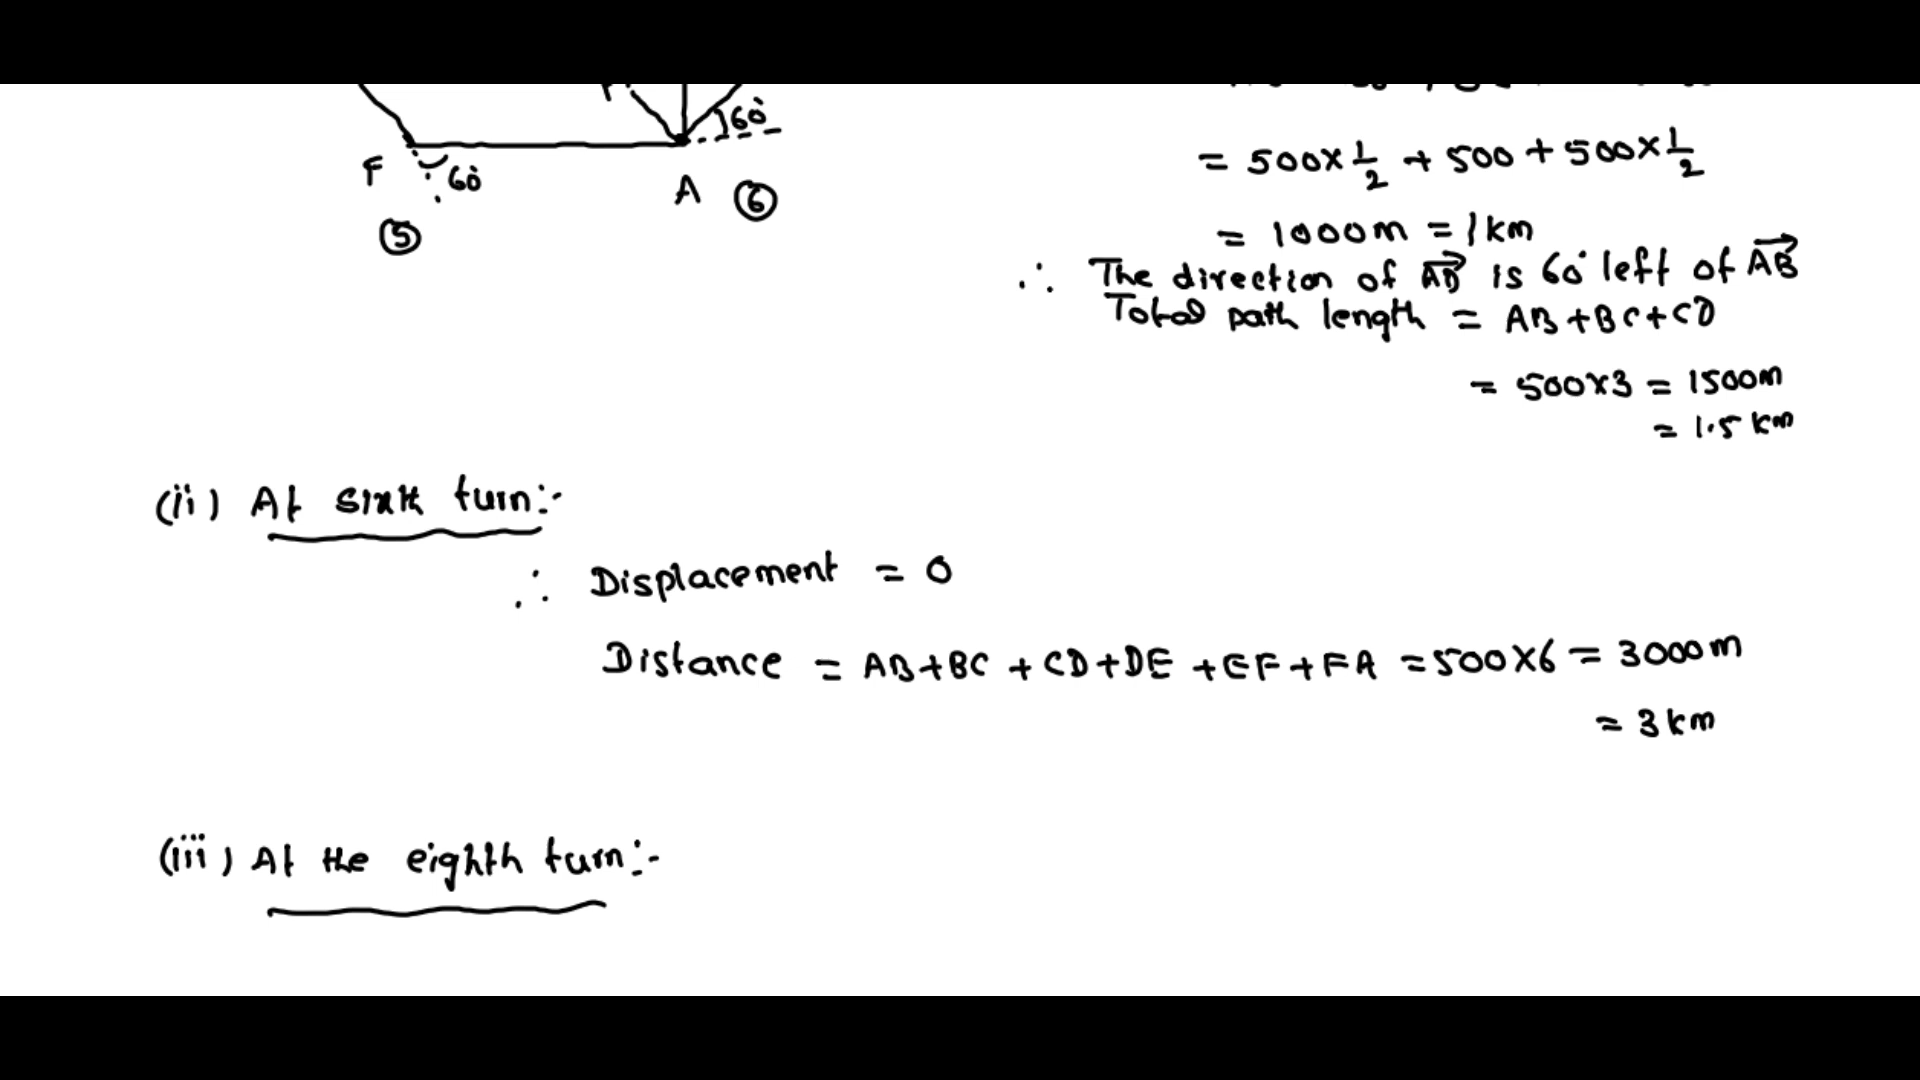 60°
F 60°
A ⑥
⑤
= 500×1/2 + 500 + 500×1/2
= 1000m = 1km
∴ The direction of AD→ is 60° left of AB→
Total path length = AB+BC+CD
= 500×3 = 1500m
= 1.5 km
(ii) At sixth turn:-
∴ Displacement = 0
Distance = AB+BC+CD+DE+EF+FA = 500×6 = 3000m
= 3km
(iii) At the eighth turn:-